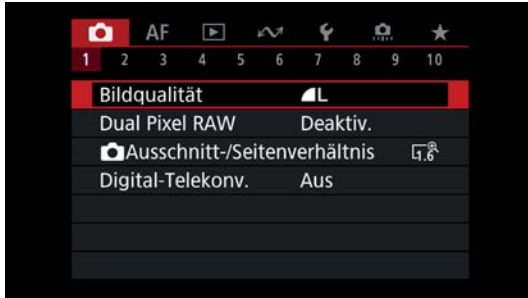 AF
1 2 3 4 5 6 7 8 9 10
Bildqualität L
Dual Pixel RAW Deaktiv.
Ausschnitt-/Seitenverhältnis 1.6
Digital-Telekonv. Aus